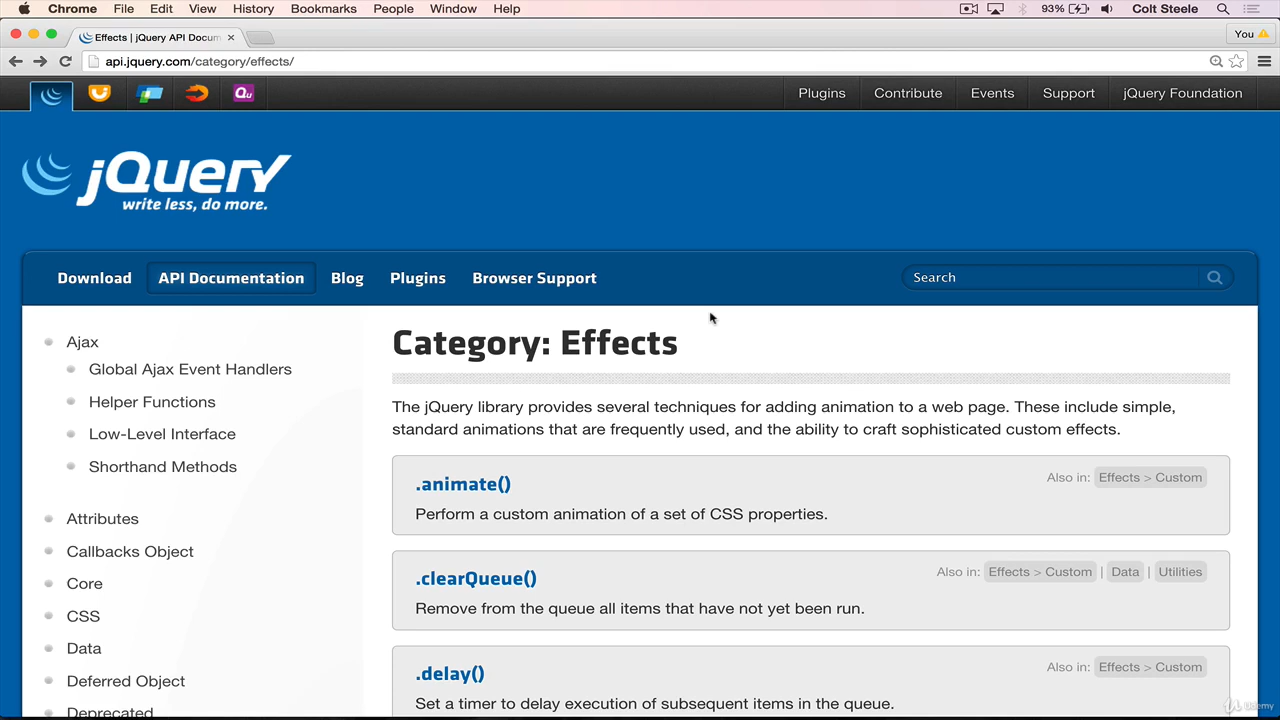 Chrome File Edit View History Bookmarks People Window Help 93% Colt Steele
Effects | jQuery API Docum You
api.jquery.com/category/effects/
Qu Plugins Contribute Events Support jQuery Foundation
jQuery
write less, do more.
Download API Documentation Blog Plugins Browser Support Search
Ajax
Global Ajax Event Handlers
Helper Functions
Low-Level Interface
Shorthand Methods
Attributes
Callbacks Object
Core
CSS
Data
Deferred Object
Deprecated
Category: Effects
The jQuery library provides several techniques for adding animation to a web page. These include simple,
standard animations that are frequently used, and the ability to craft sophisticated custom effects.
.animate() Also in: Effects > Custom
Perform a custom animation of a set of CSS properties.
.clearQueue() Also in: Effects > Custom | Data | Utilities
Remove from the queue all items that have not yet been run.
.delay() Also in: Effects > Custom
Set a timer to delay execution of subsequent items in the queue.
Udemy